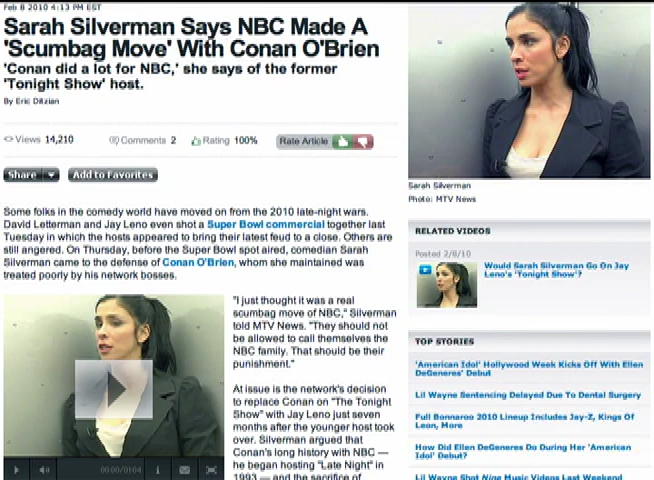 Feb 8 2010 4:13 PM EST
Sarah Silverman Says NBC Made A
'Scumbag Move' With Conan O'Brien
'Conan did a lot for NBC,' she says of the former
'Tonight Show' host.
By Eric Ditzian
Views 14,210
Comments 2
Rating 100%
Rate Article
Share
Add to Favorites
Some folks in the comedy world have moved on from the 2010 late-night wars.
David Letterman and Jay Leno even shot a Super Bowl commercial together last
Tuesday in which the hosts appeared to bring their latest feud to a close. Others are
still angered. On Thursday, before the Super Bowl spot aired, comedian Sarah
Silverman came to the defense of Conan O'Brien, whom she maintained was
treated poorly by his network bosses.
"I just thought it was a real
scumbag move of NBC," Silverman
told MTV News. "They should not
be allowed to call themselves the
NBC family. That should be their
punishment."
At issue is the network's decision
to replace Conan on "The Tonight
Show" with Jay Leno just seven
months after the younger host took
over. Silverman argued that
Conan's long history with NBC —
he began hosting "Late Night" in
1993 — and the sacrifice of
00:00/01:04
Sarah Silverman
Photo: MTV News
RELATED VIDEOS
Posted 2/8/10
Would Sarah Silverman Go On Jay
Leno's 'Tonight Show'?
TOP STORIES
'American Idol' Hollywood Week Kicks Off With Ellen
DeGeneres' Debut
Lil Wayne Sentencing Delayed Due To Dental Surgery
Full Bonnaroo 2010 Lineup Includes Jay-Z, Kings Of
Leon, More
How Did Ellen DeGeneres Do During Her 'American
Idol' Debut?
Lil Wayne Shot Nine Music Videos Last Weekend